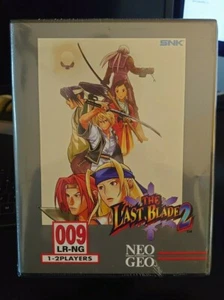 SNK
THE
LAST BLADE 2
009
LR-NG
1-2PLAYERS
NEO
GEO